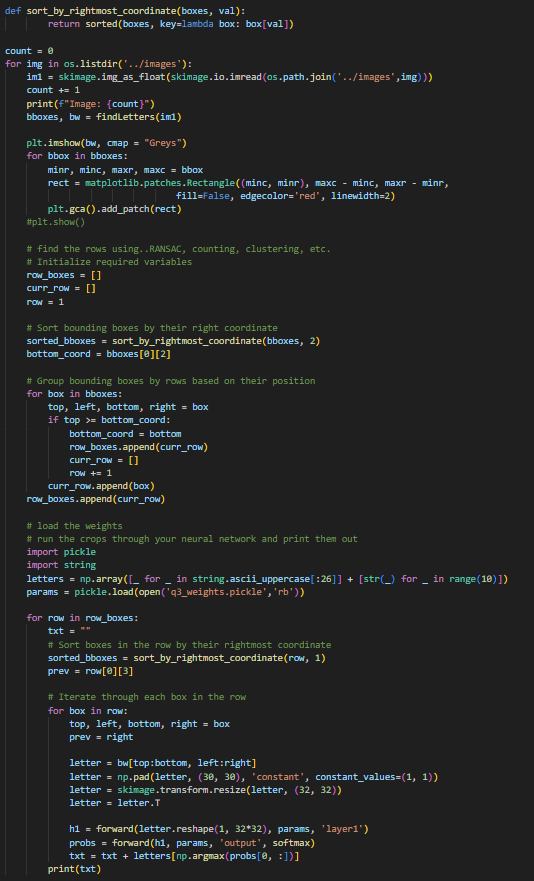 def sort_by_rightmost_coordinate(boxes, val):
        return sorted(boxes, key=lambda box: box[val])

count = 0
for img in os.listdir('../images'):
    im1 = skimage.img_as_float(skimage.io.imread(os.path.join('../images',img)))
    count += 1
    print(f"Image: {count}")
    bboxes, bw = findLetters(im1)

    plt.imshow(bw, cmap = "Greys")
    for bbox in bboxes:
        minr, minc, maxr, maxc = bbox
        rect = matplotlib.patches.Rectangle((minc, minr), maxc - minc, maxr - minr,
                                fill=False, edgecolor='red', linewidth=2)
        plt.gca().add_patch(rect)
    #plt.show()

    # find the rows using..RANSAC, counting, clustering, etc.
    # Initialize required variables
    row_boxes = []
    curr_row = []
    row = 1

    # Sort bounding boxes by their right coordinate
    sorted_bboxes = sort_by_rightmost_coordinate(bboxes, 2)
    bottom_coord = bboxes[0][2]

    # Group bounding boxes by rows based on their position
    for box in bboxes:
        top, left, bottom, right = box
        if top >= bottom_coord:
            bottom_coord = bottom
            row_boxes.append(curr_row)
            curr_row = []
            row += 1
        curr_row.append(box)
    row_boxes.append(curr_row)

    # load the weights
    # run the crops through your neural network and print them out
    import pickle
    import string
    letters = np.array([_ for _ in string.ascii_uppercase[:26]] + [str(_) for _ in range(10)])
    params = pickle.load(open('q3_weights.pickle','rb'))

    for row in row_boxes:
        txt = ""
        # Sort boxes in the row by their rightmost coordinate
        sorted_bboxes = sort_by_rightmost_coordinate(row, 1)
        prev = row[0][3]

        # Iterate through each box in the row
        for box in row:
            top, left, bottom, right = box
            prev = right

            letter = bw[top:bottom, left:right]
            letter = np.pad(letter, (30, 30), 'constant', constant_values=(1, 1))
            letter = skimage.transform.resize(letter, (32, 32))
            letter = letter.T

            h1 = forward(letter.reshape(1, 32*32), params, 'layer1')
            probs = forward(h1, params, 'output', softmax)
            txt = txt + letters[np.argmax(probs[0, :])]
        print(txt)